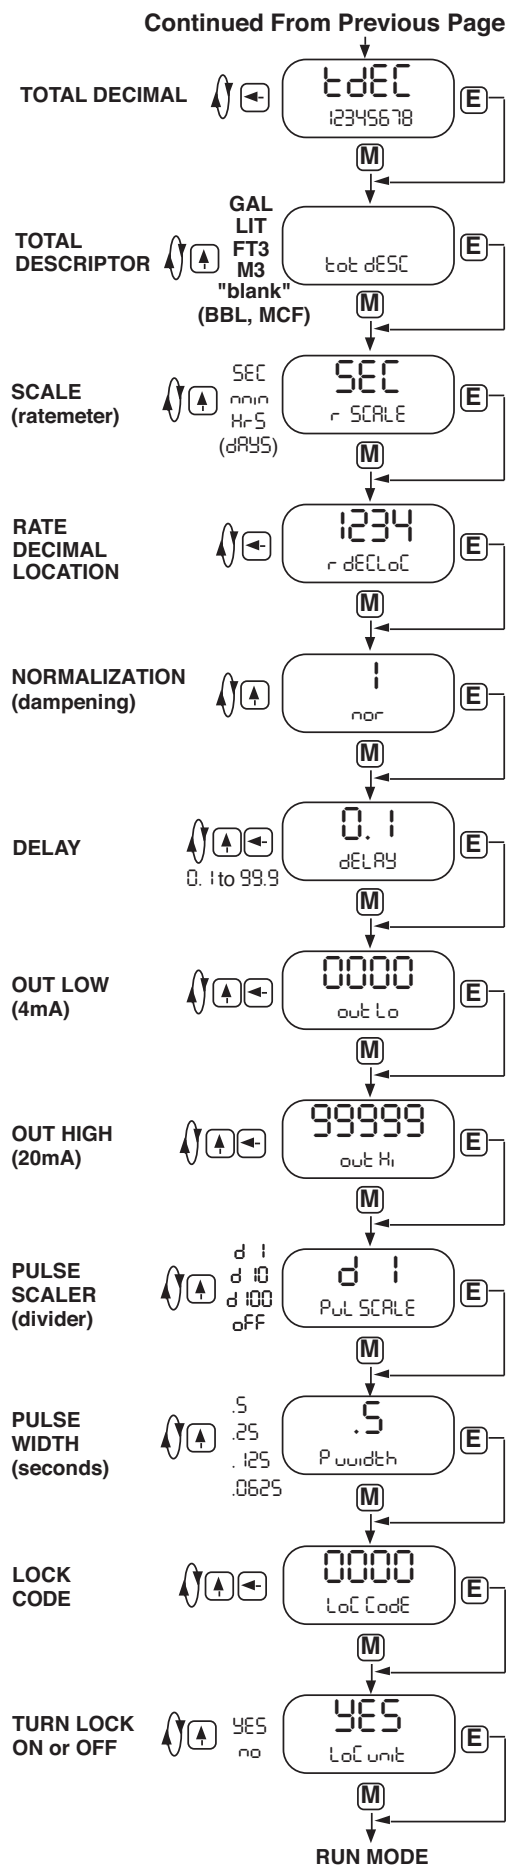 Continued From Previous Page
TOTAL DECIMAL
tdEC
12345678
E
M
TOTAL
DESCRIPTOR
GAL
LIT
FT3
M3
"blank"
(BBL, MCF)
tot dESC
E
M
SCALE
(ratemeter)
SEC
min
HrS
(dAYS)
SEC
r SCALE
E
M
RATE
DECIMAL
LOCATION
1234
r dECLoC
E
M
NORMALIZATION
(dampening)
1
nor
E
M
DELAY
0.1 to 99.9
0.1
dELAY
E
M
OUT LOW
(4mA)
0000
out Lo
E
M
OUT HIGH
(20mA)
99999
out Hi
E
M
PULSE
SCALER
(divider)
d 1
d 10
d 100
oFF
d 1
PuL SCALE
E
M
PULSE
WIDTH
(seconds)
.5
.25
.125
.0625
.5
P width
E
M
LOCK
CODE
0000
LoC CodE
E
M
TURN LOCK
ON or OFF
YES
no
YES
LoC unit
E
M
RUN MODE